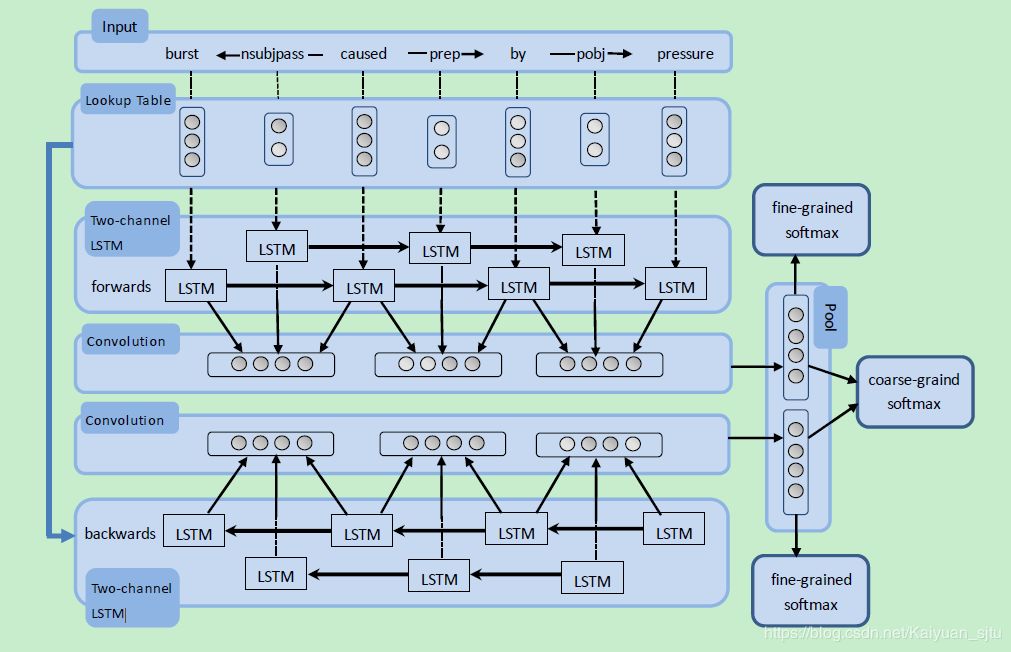 Input
burst nsubjpass caused prep by pobj pressure
Lookup Table
Two-channel
LSTM
LSTM LSTM LSTM
forwards LSTM LSTM LSTM LSTM
fine-grained
softmax
Pool
Convolution
coarse-graind
softmax
Convolution
backwards LSTM LSTM LSTM LSTM
LSTM LSTM LSTM
Two-channel
LSTM
fine-grained
softmax
https://blog.csdn.net/Kaiyuan_sjtu